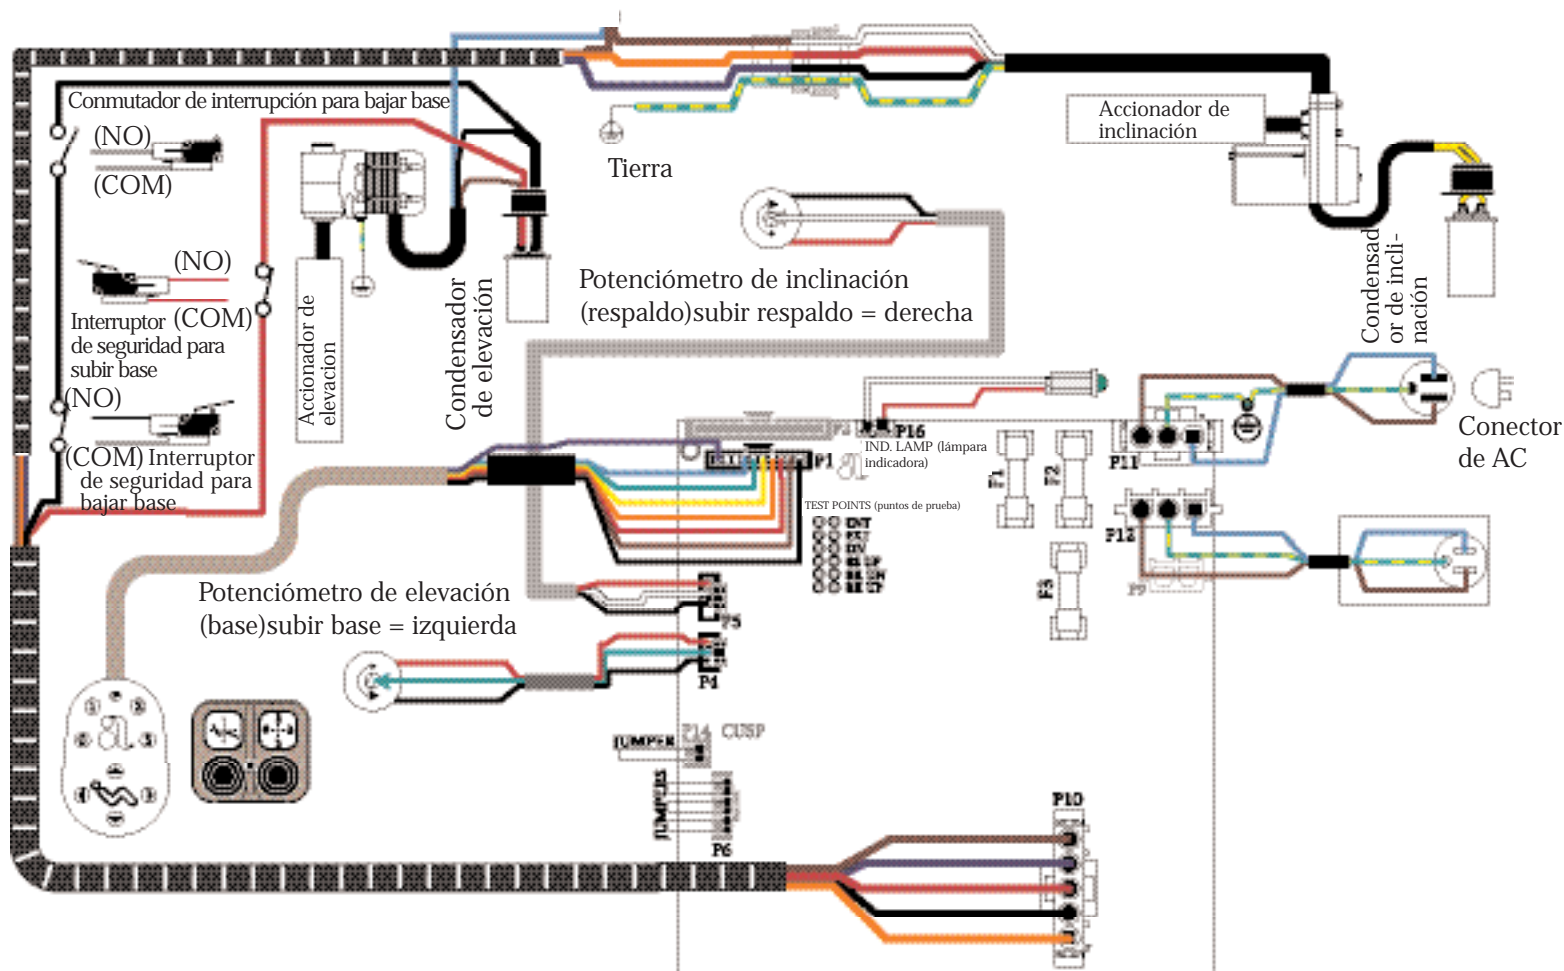 Conmutador de interrupción para bajar base
(NO)
(COM)
Tierra
Accionador de
inclinación
(NO)
(COM)
Interruptor
de seguridad para
subir base
Accionador de
elevacion
Condensador
de elevación
Potenciómetro de inclinación
(respaldo)subir respaldo = derecha
Condensad
or de incli-
nación
(NO)
(COM) Interruptor
de seguridad para
bajar base
P16
IND. LAMP (lámpara
indicadora)
P1
F1
F2
P11
Conector
de AC
TEST POINTS (puntos de prueba)
ENT
P12
F3
Potenciómetro de elevación
(base)subir base = izquierda
P5
P4
JUMPER
P14 CUSP
JUMPERS
P6
P10